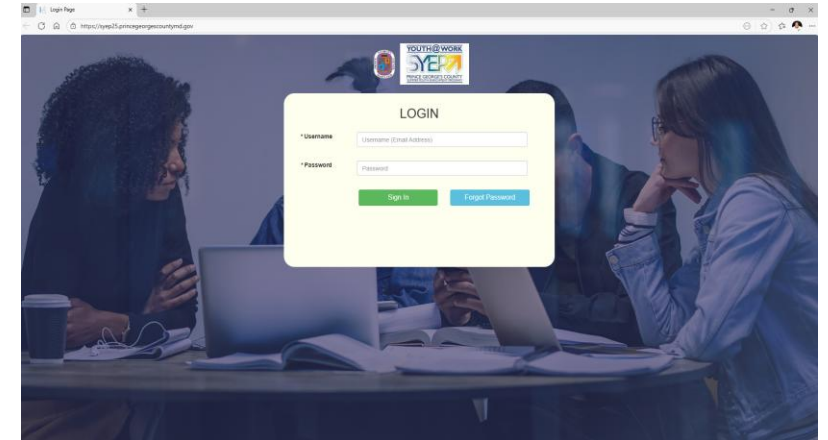 Login Page
https://syep25.princegeorgescountymd.gov
YOUTH@WORK
SYEP
PRINCE GEORGE'S COUNTY
LOGIN
* Username
Username (Email Address)
* Password
Password
Sign In
Forgot Password